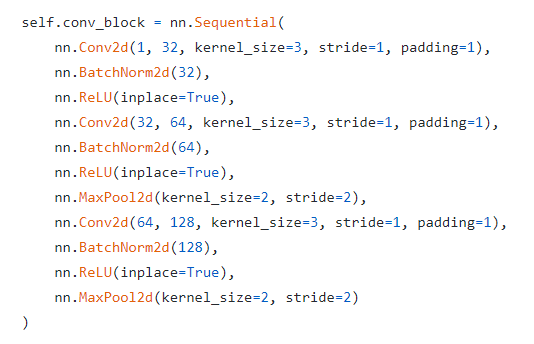 self.conv_block = nn.Sequential(
    nn.Conv2d(1, 32, kernel_size=3, stride=1, padding=1),
    nn.BatchNorm2d(32),
    nn.ReLU(inplace=True),
    nn.Conv2d(32, 64, kernel_size=3, stride=1, padding=1),
    nn.BatchNorm2d(64),
    nn.ReLU(inplace=True),
    nn.MaxPool2d(kernel_size=2, stride=2),
    nn.Conv2d(64, 128, kernel_size=3, stride=1, padding=1),
    nn.BatchNorm2d(128),
    nn.ReLU(inplace=True),
    nn.MaxPool2d(kernel_size=2, stride=2)
)